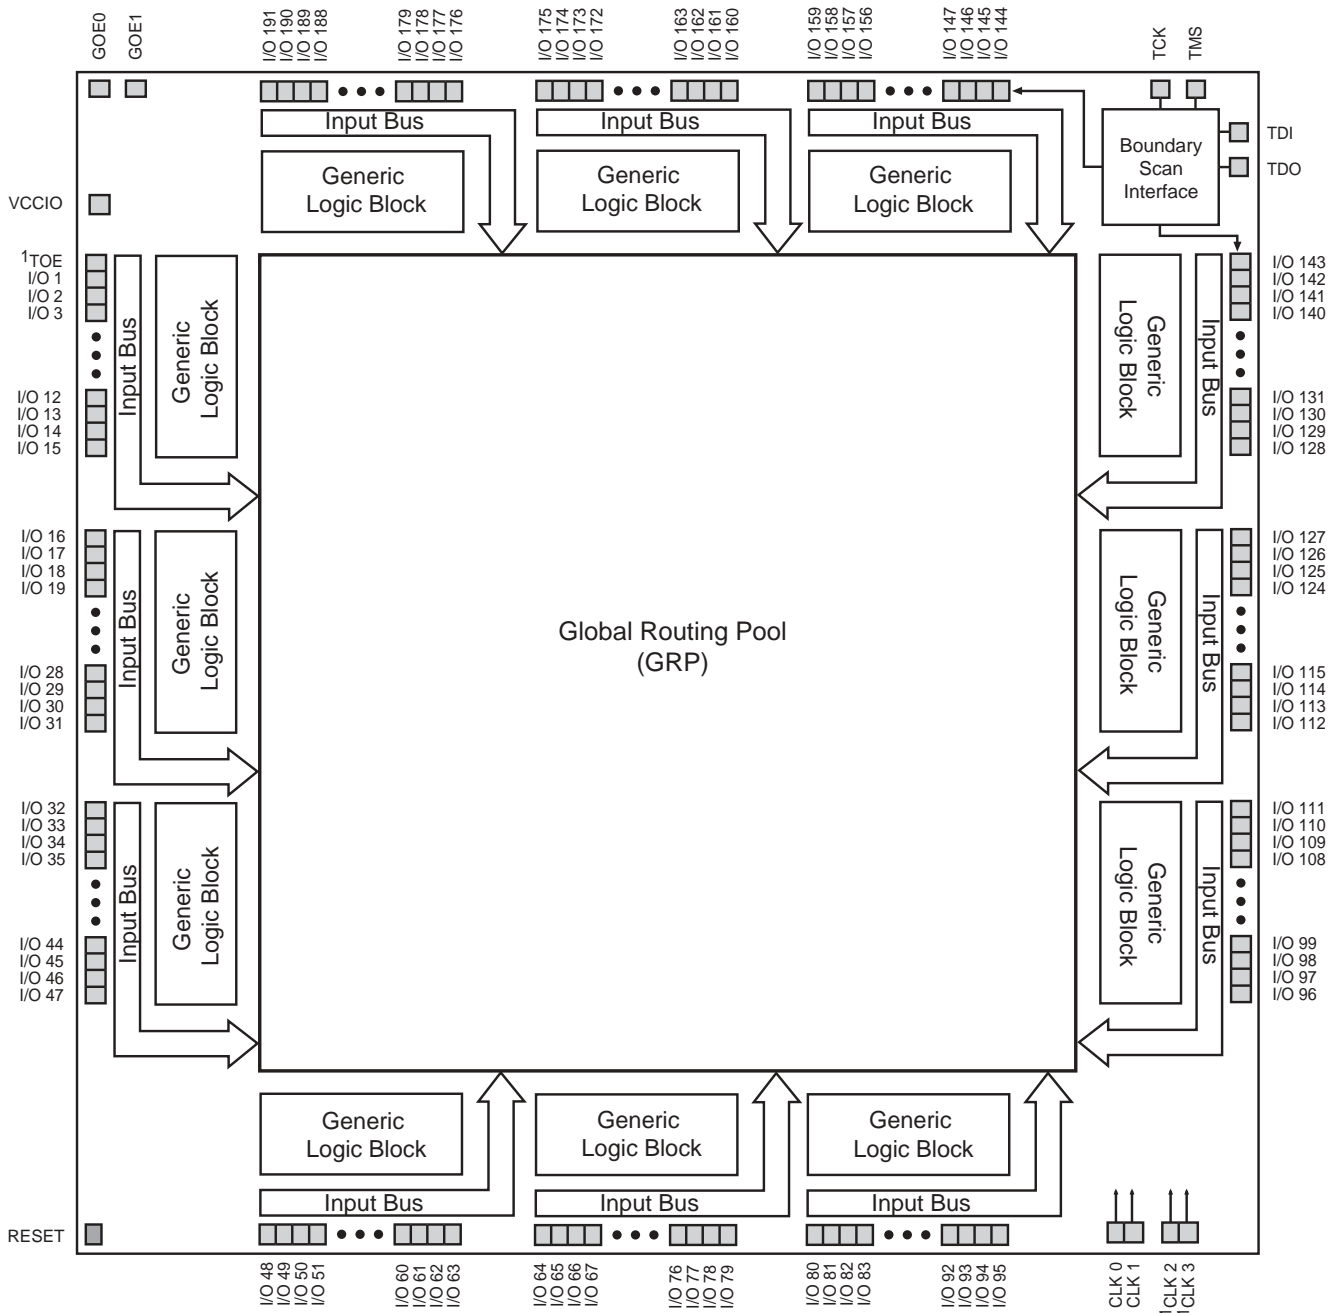 GOE0
GOE1
I/O 191
I/O 190
I/O 189
I/O 188
I/O 179
I/O 178
I/O 177
I/O 176
I/O 175
I/O 174
I/O 173
I/O 172
I/O 163
I/O 162
I/O 161
I/O 160
I/O 159
I/O 158
I/O 157
I/O 156
I/O 147
I/O 146
I/O 145
I/O 144
TCK
TMS
Input Bus
Input Bus
Input Bus
Generic
Logic Block
Generic
Logic Block
Generic
Logic Block
Boundary
Scan
Interface
TDI
TDO
VCCIO
1TOE
I/O 1
I/O 2
I/O 3
I/O 12
I/O 13
I/O 14
I/O 15
Input Bus
Generic
Logic Block
I/O 16
I/O 17
I/O 18
I/O 19
I/O 28
I/O 29
I/O 30
I/O 31
Input Bus
Generic
Logic Block
I/O 32
I/O 33
I/O 34
I/O 35
I/O 44
I/O 45
I/O 46
I/O 47
Input Bus
Generic
Logic Block
Global Routing Pool
(GRP)
Generic
Logic Block
Input Bus
I/O 143
I/O 142
I/O 141
I/O 140
I/O 131
I/O 130
I/O 129
I/O 128
Generic
Logic Block
Input Bus
I/O 127
I/O 126
I/O 125
I/O 124
I/O 115
I/O 114
I/O 113
I/O 112
Generic
Logic Block
Input Bus
I/O 111
I/O 110
I/O 109
I/O 108
I/O 99
I/O 98
I/O 97
I/O 96
Generic
Logic Block
Generic
Logic Block
Generic
Logic Block
Input Bus
Input Bus
Input Bus
RESET
I/O 48
I/O 49
I/O 50
I/O 51
I/O 60
I/O 61
I/O 62
I/O 63
I/O 64
I/O 65
I/O 66
I/O 67
I/O 76
I/O 77
I/O 78
I/O 79
I/O 80
I/O 81
I/O 82
I/O 83
I/O 92
I/O 93
I/O 94
I/O 95
CLK 0
CLK 1
1CLK 2
1CLK 3